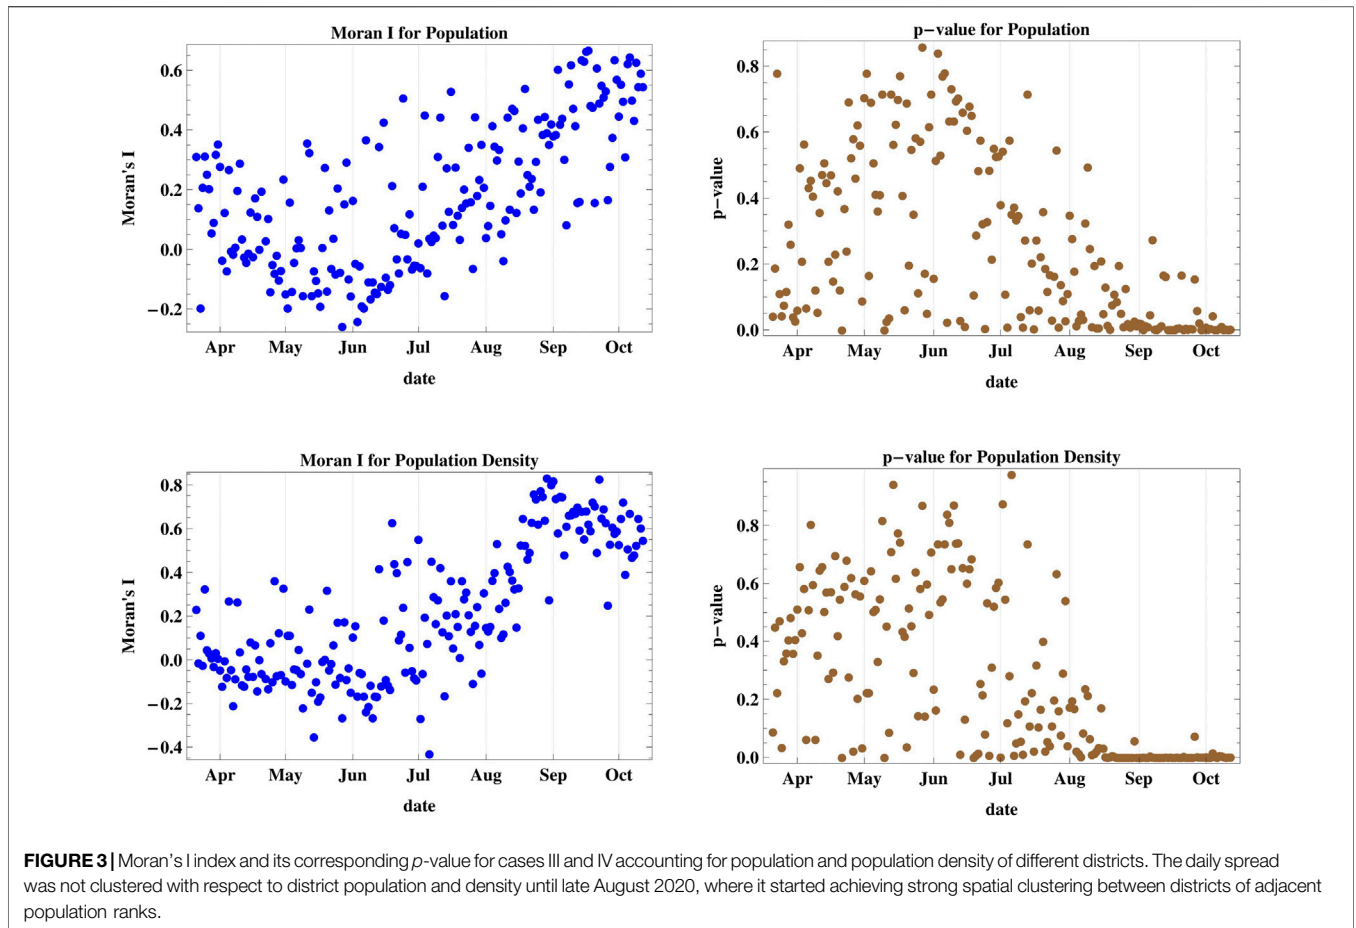 Moran I for Population
0.6
0.4
0.2
0.0
−0.2
Moran's I
Apr May Jun Jul Aug Sep Oct
date
p−value for Population
0.8
0.6
0.4
0.2
0.0
p−value
Apr May Jun Jul Aug Sep Oct
date
Moran I for Population Density
0.8
0.6
0.4
0.2
0.0
−0.2
−0.4
Moran's I
Apr May Jun Jul Aug Sep Oct
date
p−value for Population Density
0.8
0.6
0.4
0.2
0.0
p−value
Apr May Jun Jul Aug Sep Oct
date
FIGURE 3 | Moran’s I index and its corresponding p-value for cases III and IV accounting for population and population density of different districts. The daily spread
was not clustered with respect to district population and density until late August 2020, where it started achieving strong spatial clustering between districts of adjacent
population ranks.